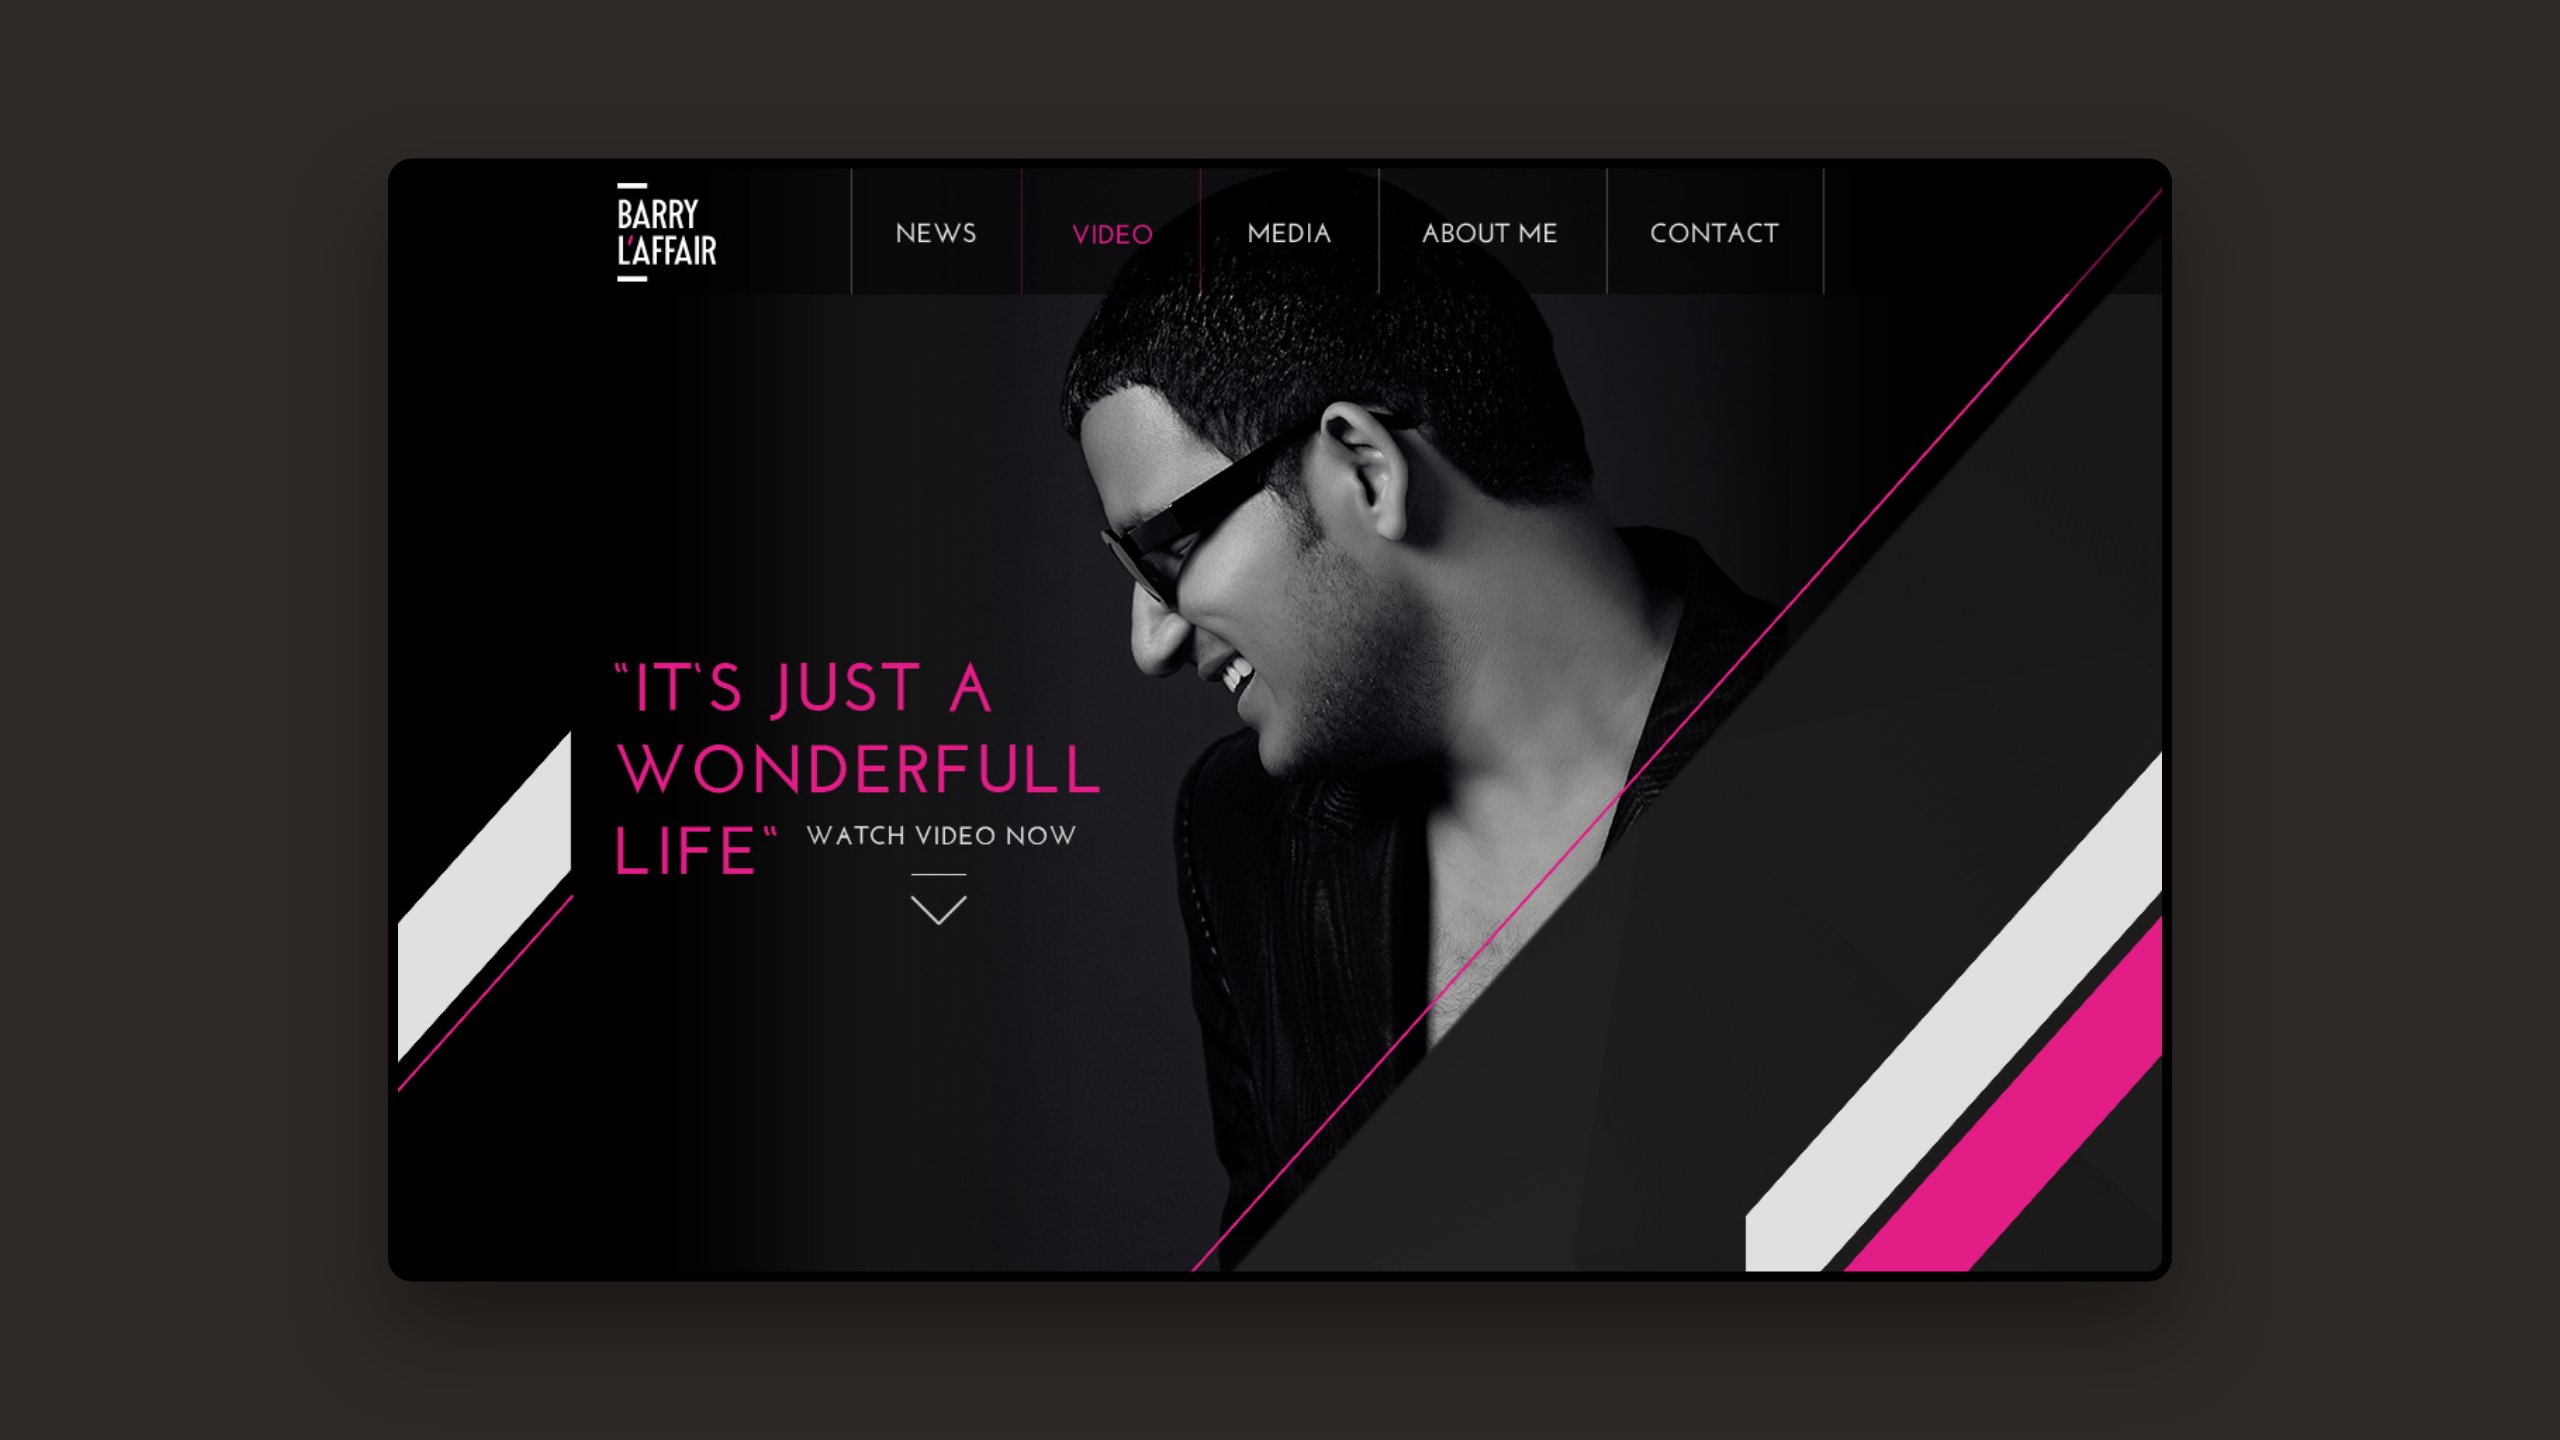 BARRY
L'AFFAIR
NEWS VIDEO MEDIA ABOUT ME CONTACT
“IT‘S JUST A
WONDERFULL
LIFE“
WATCH VIDEO NOW